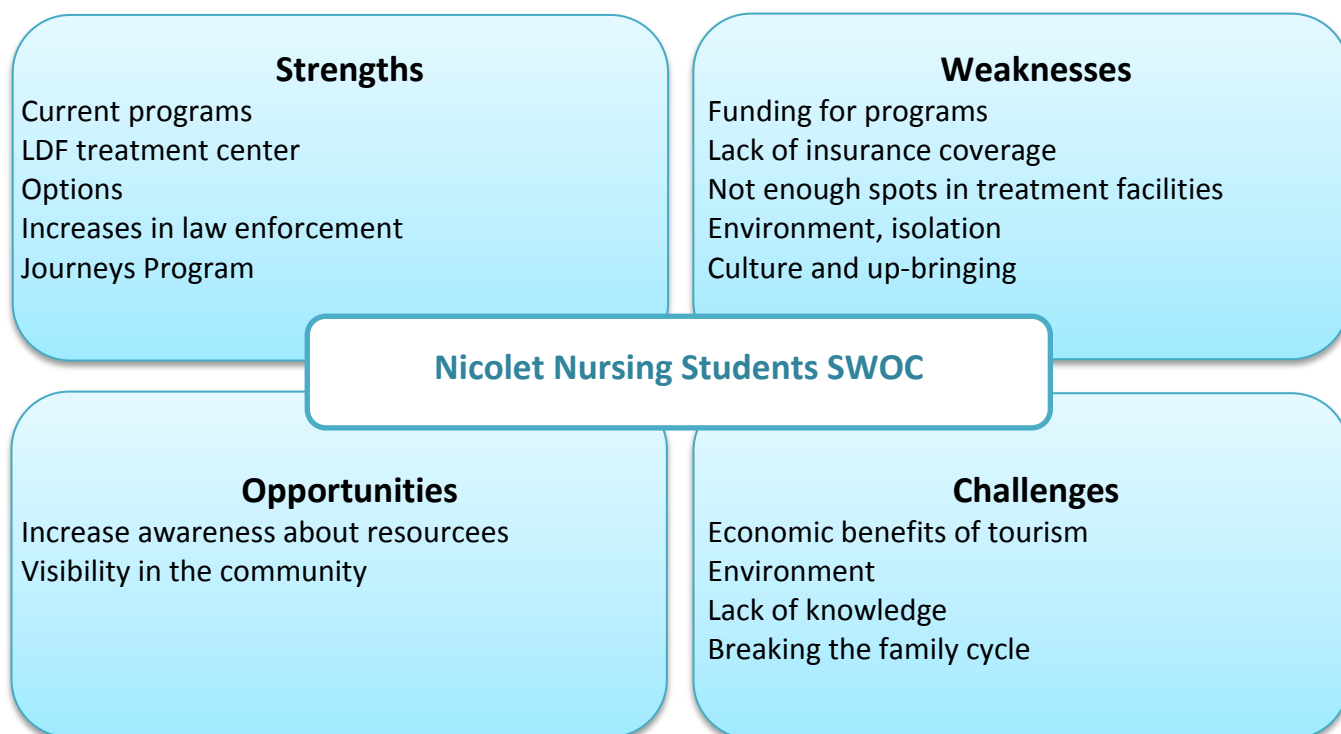 Strengths
Current programs
LDF treatment center
Options
Increases in law enforcement
Journeys Program
Weaknesses
Funding for programs
Lack of insurance coverage
Not enough spots in treatment facilities
Environment, isolation
Culture and up-bringing
Nicolet Nursing Students SWOC
Opportunities
Increase awareness about resourcees
Visibility in the community
Challenges
Economic benefits of tourism
Environment
Lack of knowledge
Breaking the family cycle